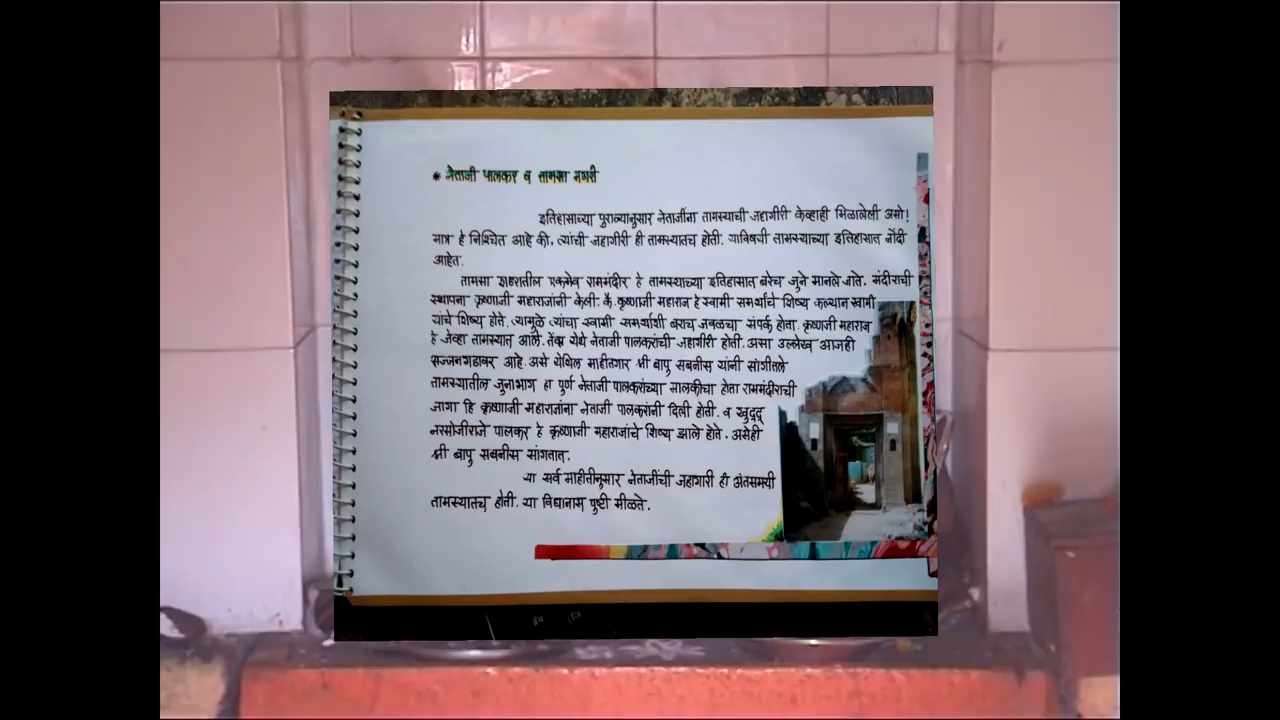 * नेताजी पालकर व तामसा नगरी
इतिहासाच्या पुराव्यानुसार नेताजींना तामस्याची जहागीरी केव्हाही मिळालेली असो!
मात्र हे निश्चित आहे की, त्यांची जहागीरी ही तामस्यातच होती. याविषयी तामस्याच्या इतिहासात नोंदी
आहेत.
तामसा शहरातील एकमेव राममंदीर हे तामस्याच्या इतिहासात बरेच जुने मानले जाते. मंदीराची
स्थापना कृष्णाजी महाराजांनी केली. कै. कृष्णाजी महाराज हे स्वामी समर्थांचे शिष्य कल्यान स्वामी
यांचे शिष्य होते. त्यामुळे त्यांचा स्वामी समर्थाशी बराच जवळचा संपर्क होता. कृष्णाजी महाराज
हे जेव्हा तामस्यात आले. तेंव्हा येथे नेताजी पालकरांची जहागीरी होती. असा उल्लेख आजही
सज्जनगडावर आहे. असे येथिल माहीतगार श्री बापु सबनीस यांनी सांगीतले
तामस्यातील जुनाभाग हा पुर्ण नेताजी पालकरांच्या मालकीचा होता राममंदीराची
जागा हि कृष्णाजी महाराजांना नेताजी पालकरांनी दिली होती. व खुद्द
नरसोजीराजे पालकर हे कृष्णाजी महाराजांचे शिष्य झाले होते. असेही
श्री बापु सबनीस सांगतात.
या सर्व माहीतीनुसार नेताजींची जहागारी ही अंतसमयी
तामस्यातच होती. या विधानास पुष्टी मीळते.